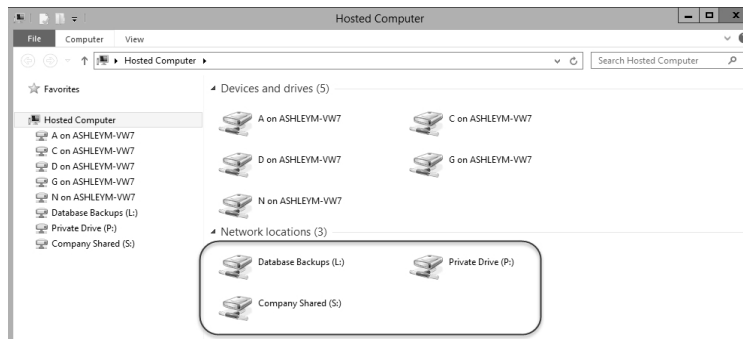 Hosted Computer
File Computer View
Hosted Computer
Search Hosted Computer
Favorites
Hosted Computer
A on ASHLEYM-VW7
C on ASHLEYM-VW7
D on ASHLEYM-VW7
G on ASHLEYM-VW7
N on ASHLEYM-VW7
Database Backups (L:)
Private Drive (P:)
Company Shared (S:)
Devices and drives (5)
A on ASHLEYM-VW7 C on ASHLEYM-VW7
D on ASHLEYM-VW7 G on ASHLEYM-VW7
N on ASHLEYM-VW7
Network locations (3)
Database Backups (L:) Private Drive (P:)
Company Shared (S:)